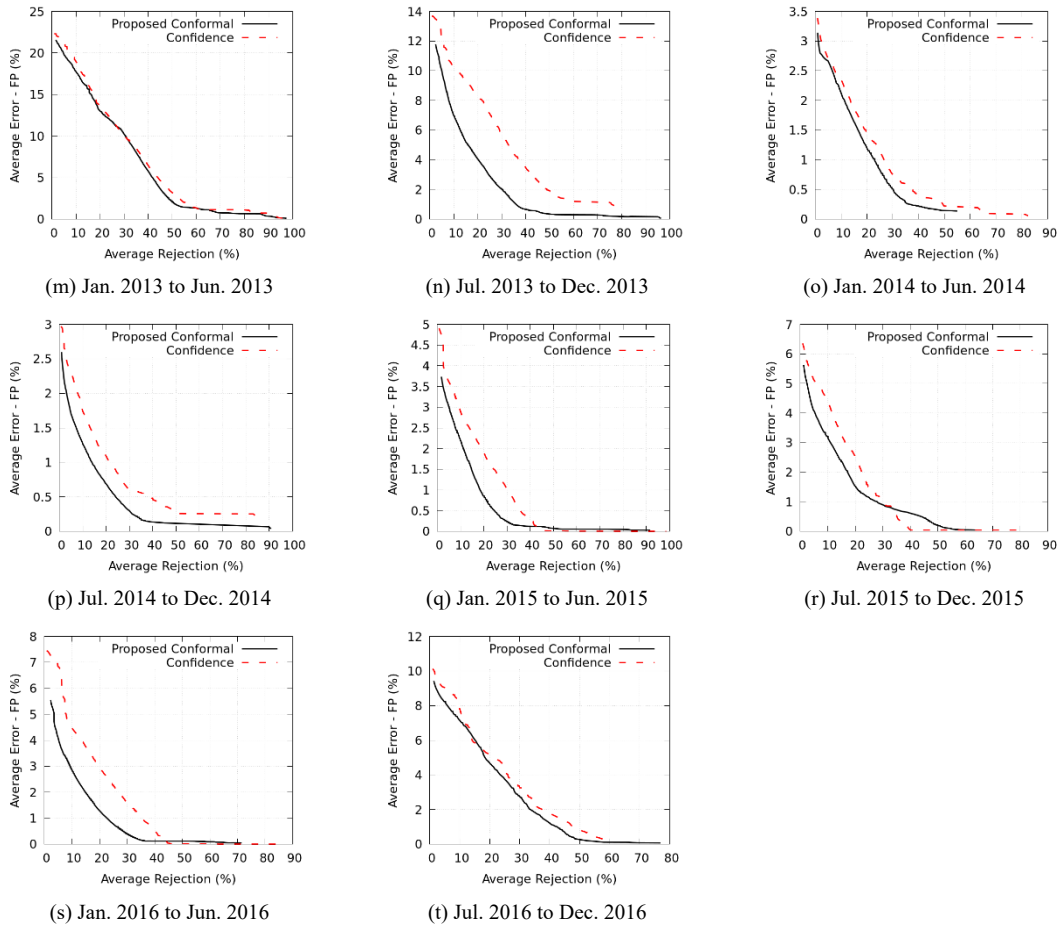 Proposed Conformal
Confidence
Average Error - FP (%)
25
20
15
10
5
0
0 10 20 30 40 50 60 70 80 90 100
Average Rejection (%)
(m) Jan. 2013 to Jun. 2013
Proposed Conformal
Confidence
Average Error - FP (%)
14
12
10
8
6
4
2
0
0 10 20 30 40 50 60 70 80 90 100
Average Rejection (%)
(n) Jul. 2013 to Dec. 2013
Proposed Conformal
Confidence
Average Error - FP (%)
3.5
3
2.5
2
1.5
1
0.5
0
0 10 20 30 40 50 60 70 80 90
Average Rejection (%)
(o) Jan. 2014 to Jun. 2014
Proposed Conformal
Confidence
Average Error - FP (%)
3
2.5
2
1.5
1
0.5
0
0 10 20 30 40 50 60 70 80 90 100
Average Rejection (%)
(p) Jul. 2014 to Dec. 2014
Proposed Conformal
Confidence
Average Error - FP (%)
5
4.5
4
3.5
3
2.5
2
1.5
1
0.5
0
0 10 20 30 40 50 60 70 80 90 100
Average Rejection (%)
(q) Jan. 2015 to Jun. 2015
Proposed Conformal
Confidence
Average Error - FP (%)
7
6
5
4
3
2
1
0
0 10 20 30 40 50 60 70 80 90
Average Rejection (%)
(r) Jul. 2015 to Dec. 2015
Proposed Conformal
Confidence
Average Error - FP (%)
8
7
6
5
4
3
2
1
0
0 10 20 30 40 50 60 70 80 90
Average Rejection (%)
(s) Jan. 2016 to Jun. 2016
Proposed Conformal
Confidence
Average Error - FP (%)
12
10
8
6
4
2
0
0 10 20 30 40 50 60 70 80
Average Rejection (%)
(t) Jul. 2016 to Dec. 2016